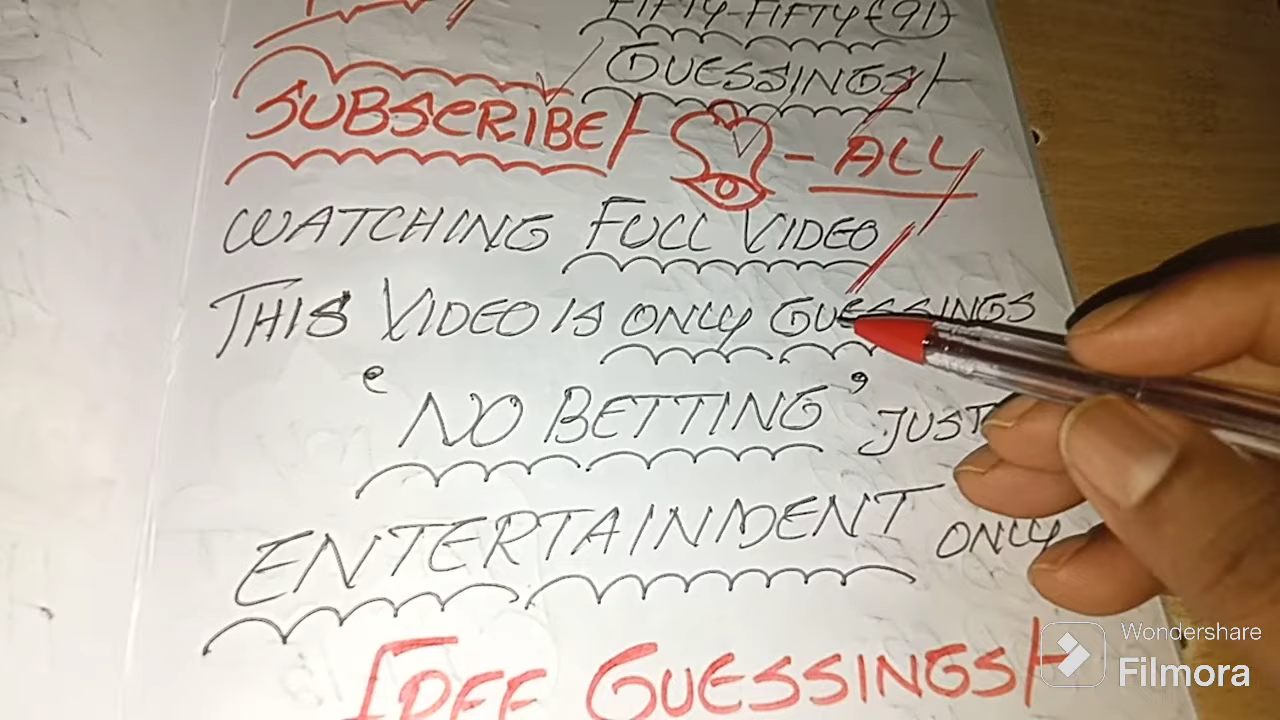 FIFTY-FIFTY (91)
GUESSINGS/-
SUBSCRIBE/- - ALL
WATCHING FULL VIDEO
THIS VIDEO IS ONLY GUESSINGS
"NO BETTING" JUST
ENTERTAINMENT ONLY
GUESSINGS/-
Wondershare
Filmora